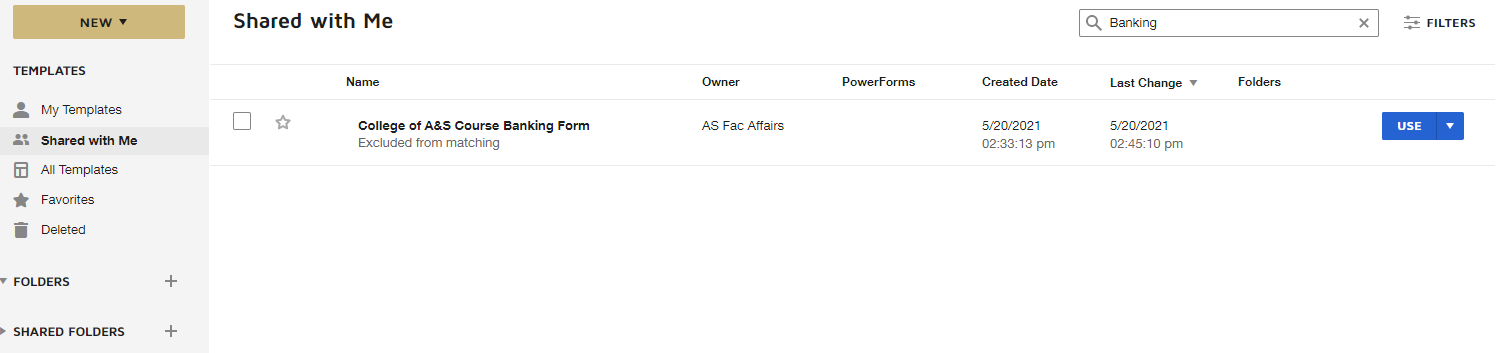 NEW
Shared with Me
Banking
FILTERS
TEMPLATES
My Templates
Shared with Me
All Templates
Favorites
Deleted
FOLDERS
SHARED FOLDERS
Name Owner PowerForms Created Date Last Change Folders
College of A&S Course Banking Form AS Fac Affairs 5/20/2021 5/20/2021 USE
Excluded from matching 02:33:13 pm 02:45:10 pm